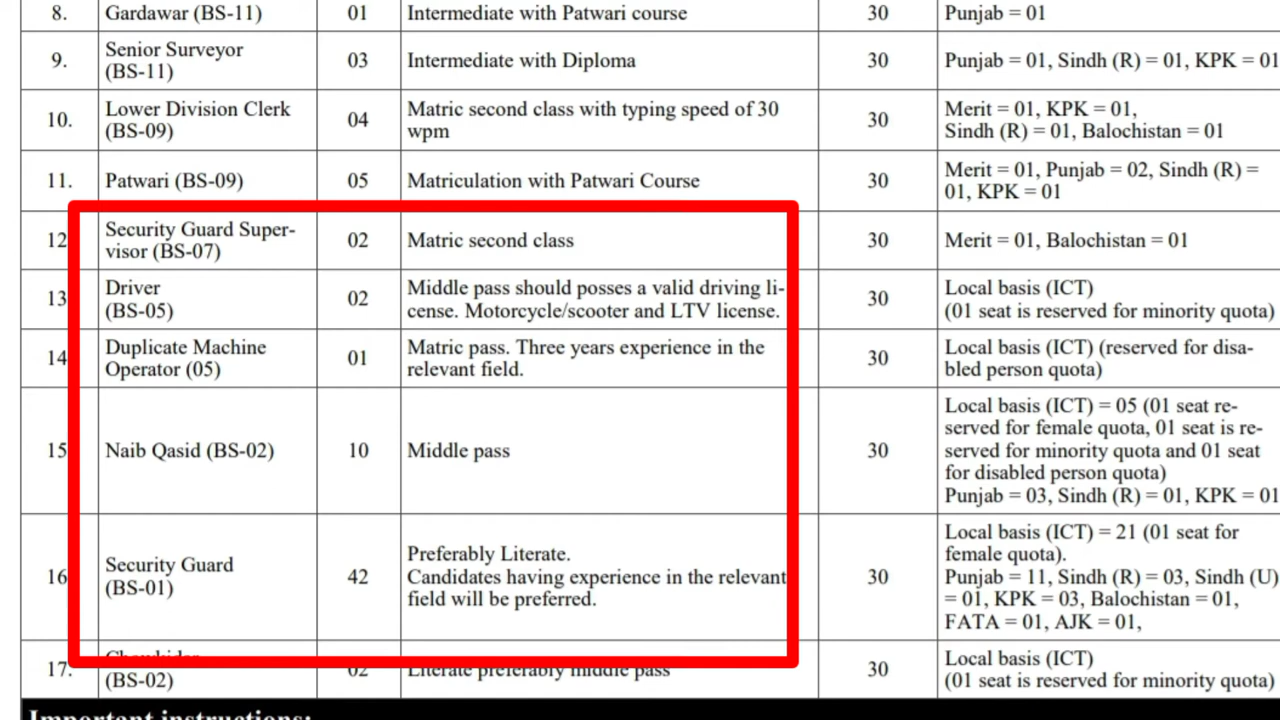 8. Gardawar (BS-11) 01 Intermediate with Patwari course 30 Punjab = 01
9. Senior Surveyor (BS-11) 03 Intermediate with Diploma 30 Punjab = 01, Sindh (R) = 01, KPK = 01
10. Lower Division Clerk (BS-09) 04 Matric second class with typing speed of 30 wpm 30 Merit = 01, KPK = 01,
Sindh (R) = 01, Balochistan = 01
11. Patwari (BS-09) 05 Matriculation with Patwari Course 30 Merit = 01, Punjab = 02, Sindh (R) =
01, KPK = 01
12 Security Guard Super-
visor (BS-07) 02 Matric second class 30 Merit = 01, Balochistan = 01
13 Driver
(BS-05) 02 Middle pass should posses a valid driving li-
cense. Motorcycle/scooter and LTV license. 30 Local basis (ICT)
(01 seat is reserved for minority quota)
14 Duplicate Machine
Operator (05) 01 Matric pass. Three years experience in the
relevant field. 30 Local basis (ICT) (reserved for disa-
bled person quota)
15 Naib Qasid (BS-02) 10 Middle pass 30 Local basis (ICT) = 05 (01 seat re-
served for female quota, 01 seat is re-
served for minority quota and 01 seat
for disabled person quota)
Punjab = 03, Sindh (R) = 01, KPK = 01
16 Security Guard
(BS-01) 42 Preferably Literate.
Candidates having experience in the relevant
field will be preferred. 30 Local basis (ICT) = 21 (01 seat for
female quota).
Punjab = 11, Sindh (R) = 03, Sindh (U)
= 01, KPK = 03, Balochistan = 01,
FATA = 01, AJK = 01,
17. Chowkidar
(BS-02) 02 Literate preferably middle pass 30 Local basis (ICT)
(01 seat is reserved for minority quota)
Important instructions: